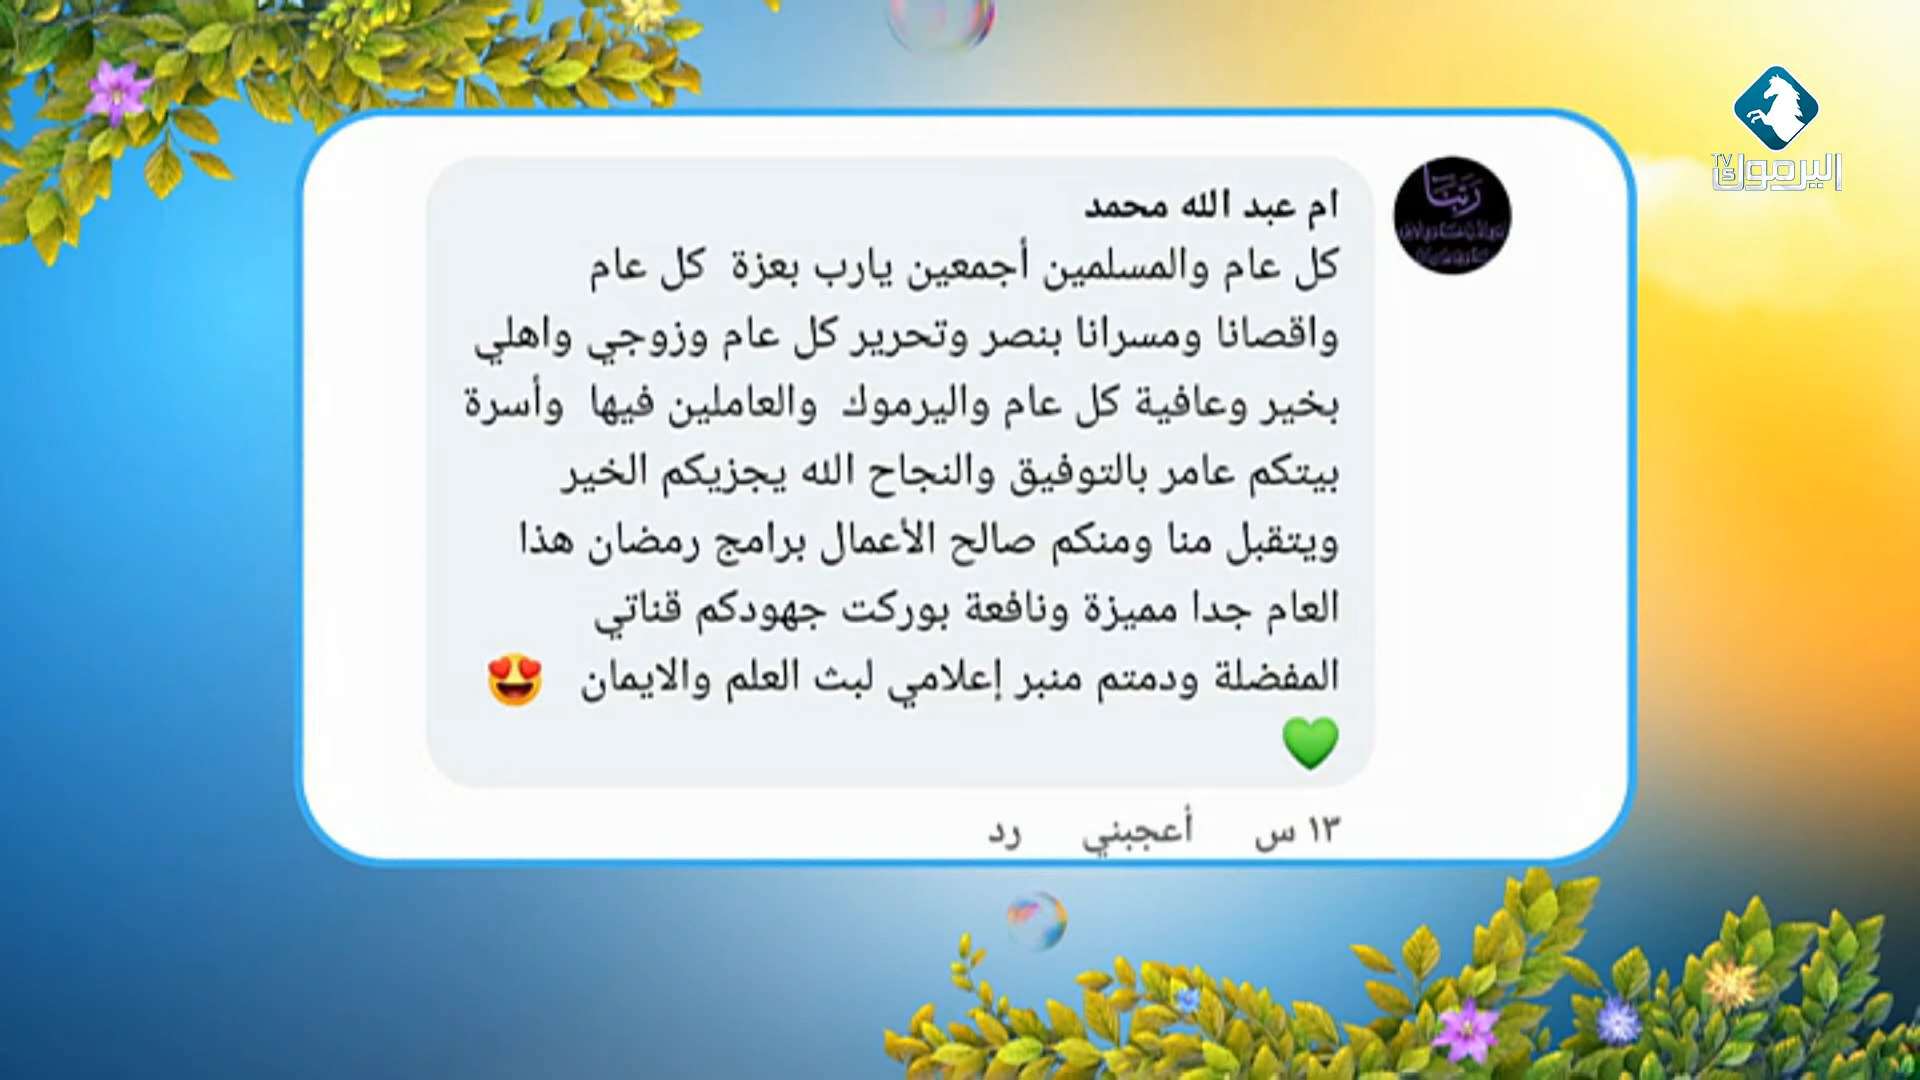 اليرموك
TV
ربنا
ام عبد الله محمد
كل عام والمسلمين أجمعين يارب بعزة كل عام
واقصانا ومسرانا بنصر وتحرير كل عام وزوجي واهلي
بخير وعافية كل عام واليرموك والعاملين فيها وأسرة
بيتكم عامر بالتوفيق والنجاح الله يجزيكم الخير
ويتقبل منا ومنكم صالح الأعمال برامج رمضان هذا
العام جدا مميزة ونافعة بوركت جهودكم قناتي
المفضلة ودمتم منبر إعلامي لبث العلم والايمان 😍
💚
١٣ س أعجبني رد